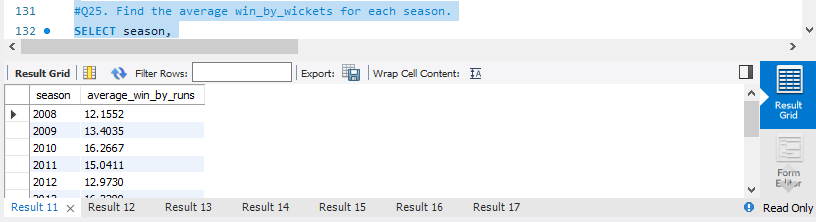 131 #Q25. Find the average win_by_wickets for each season.
132 SELECT season,
Result Grid Filter Rows: Export: Wrap Cell Content:
season average_win_by_runs
2008 12.1552
2009 13.4035
2010 16.2667
2011 15.0411
2012 12.9730
Result Grid
Form Editor
Result 11 × Result 12 Result 13 Result 14 Result 15 Result 16 Result 17 Read Only